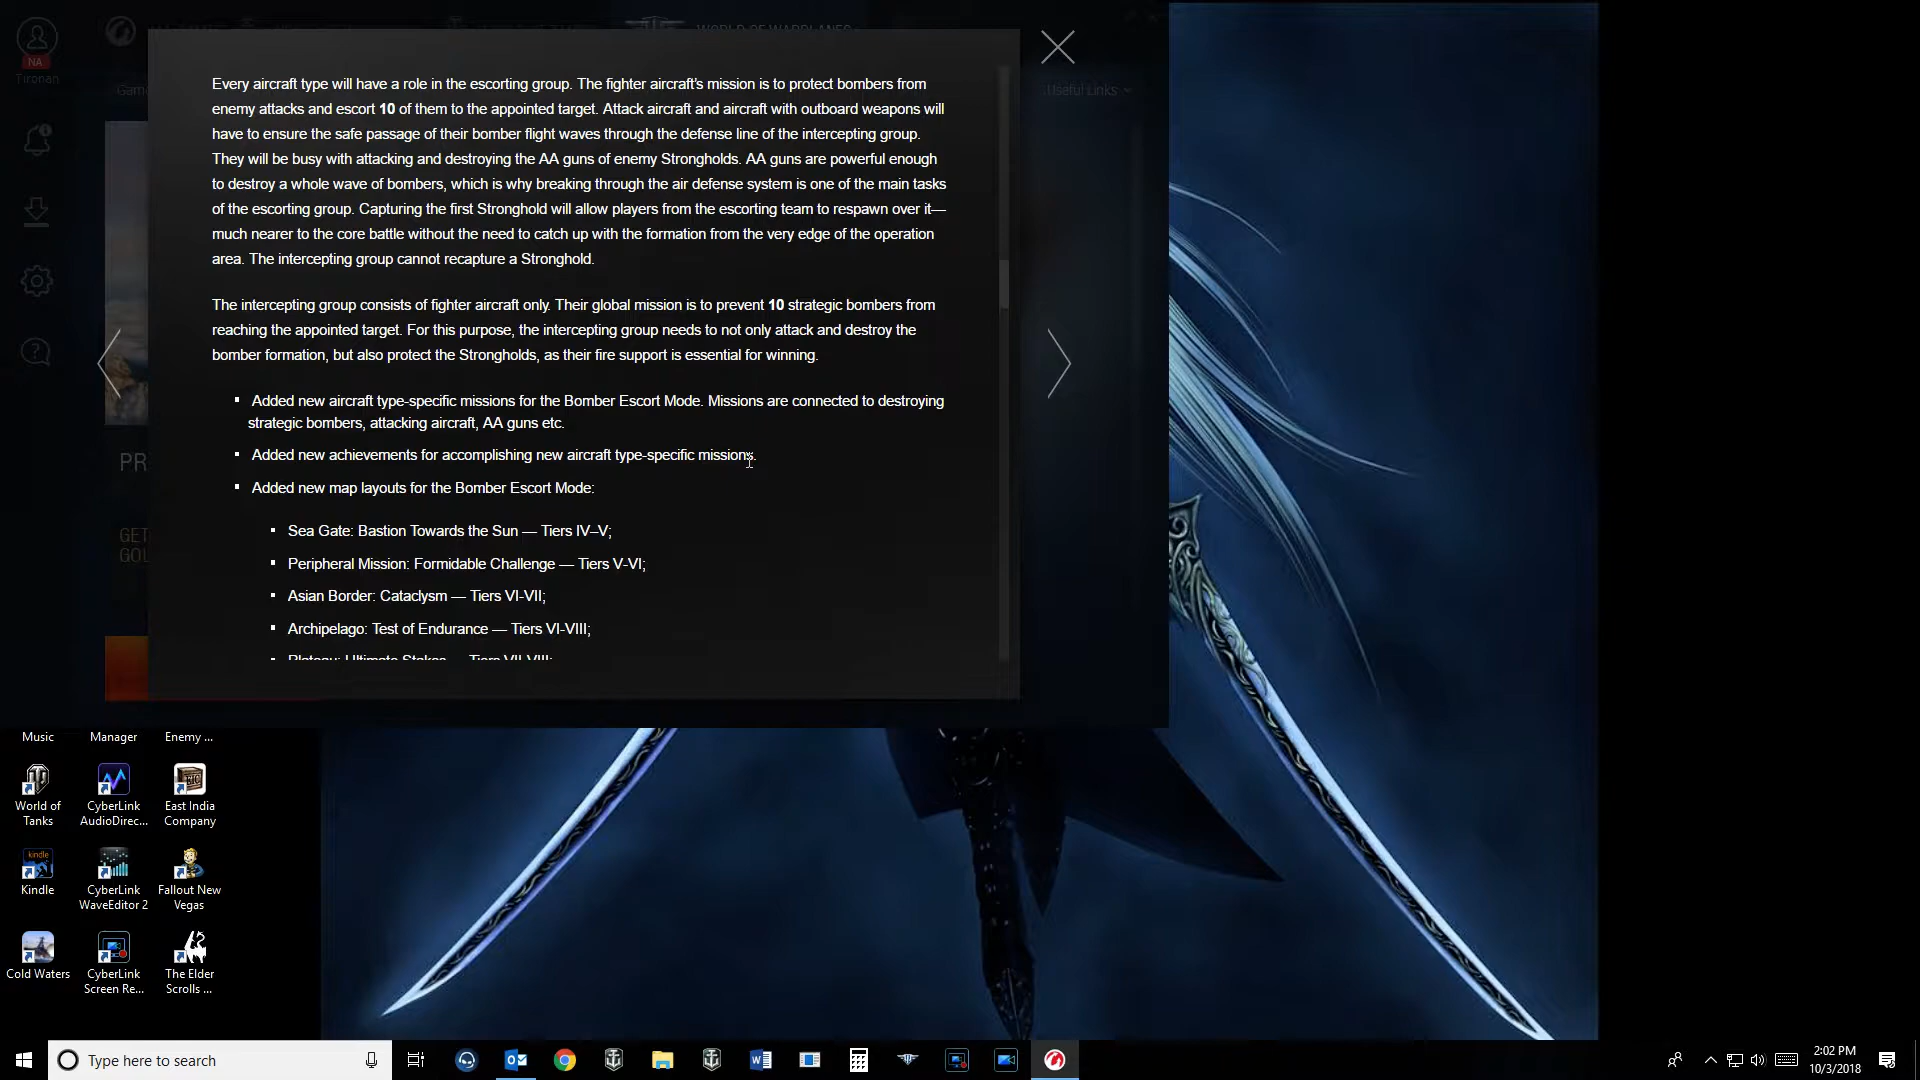 WORLD OF WARPLANES
NA
Tironan
Useful Links
Every aircraft type will have a role in the escorting group. The fighter aircraft's mission is to protect bombers from
enemy attacks and escort 10 of them to the appointed target. Attack aircraft and aircraft with outboard weapons will
have to ensure the safe passage of their bomber flight waves through the defense line of the intercepting group.
They will be busy with attacking and destroying the AA guns of enemy Strongholds. AA guns are powerful enough
to destroy a whole wave of bombers, which is why breaking through the air defense system is one of the main tasks
of the escorting group. Capturing the first Stronghold will allow players from the escorting team to respawn over it—
much nearer to the core battle without the need to catch up with the formation from the very edge of the operation
area. The intercepting group cannot recapture a Stronghold.
The intercepting group consists of fighter aircraft only. Their global mission is to prevent 10 strategic bombers from
reaching the appointed target. For this purpose, the intercepting group needs to not only attack and destroy the
bomber formation, but also protect the Strongholds, as their fire support is essential for winning.
Added new aircraft type-specific missions for the Bomber Escort Mode. Missions are connected to destroying
strategic bombers, attacking aircraft, AA guns etc.
Added new achievements for accomplishing new aircraft type-specific missions.
Added new map layouts for the Bomber Escort Mode:
Sea Gate: Bastion Towards the Sun — Tiers IV–V;
Peripheral Mission: Formidable Challenge — Tiers V-VI;
Asian Border: Cataclysm — Tiers VI-VII;
Archipelago: Test of Endurance — Tiers VI-VIII;
Plateau: Ultimate Stakes — Tiers VII-VIII;
PR
GET
GOL
Music
Manager
Enemy ...
World of
Tanks
CyberLink
AudioDirec...
East India
Company
kindle
Kindle
CyberLink
WaveEditor 2
Fallout New
Vegas
Cold Waters
CyberLink
Screen Re...
The Elder
Scrolls ...
Type here to search
2:02 PM
10/3/2018